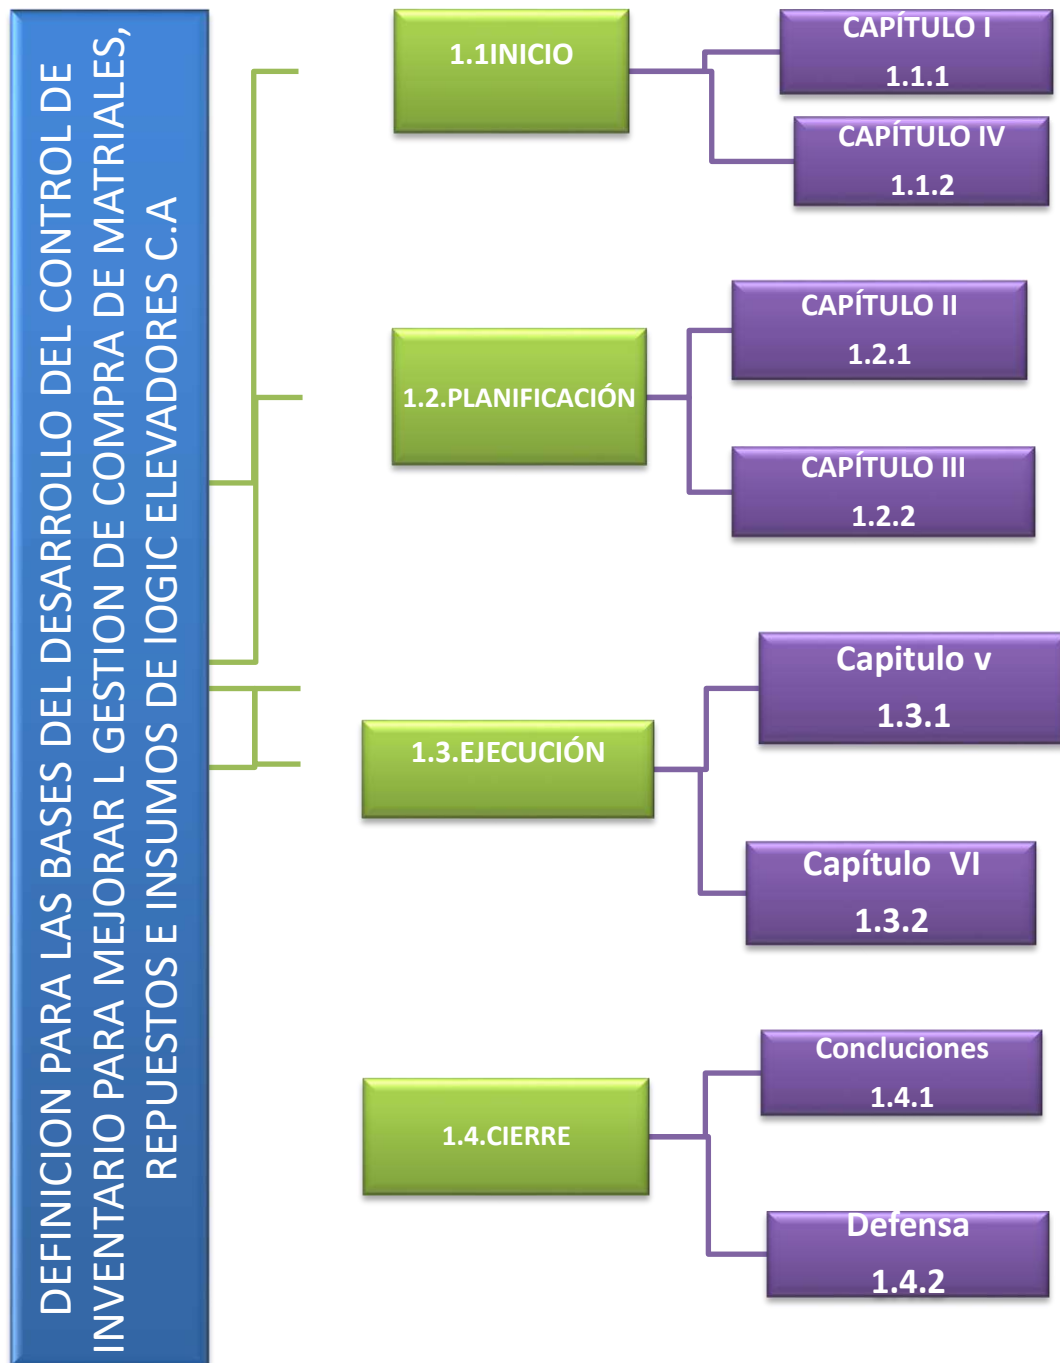 DEFINICION PARA LAS BASES DEL DESARROLLO DEL CONTROL DE
INVENTARIO PARA MEJORAR L GESTION DE COMPRA DE MATRIALES,
REPUESTOS E INSUMOS DE lOGIC ELEVADORES C.A
1.1INICIO
CAPÍTULO I
1.1.1
CAPÍTULO IV
1.1.2
1.2.PLANIFICACIÓN
CAPÍTULO II
1.2.1
CAPÍTULO III
1.2.2
1.3.EJECUCIÓN
Capitulo v
1.3.1
Capítulo VI
1.3.2
1.4.CIERRE
Concluciones
1.4.1
Defensa
1.4.2